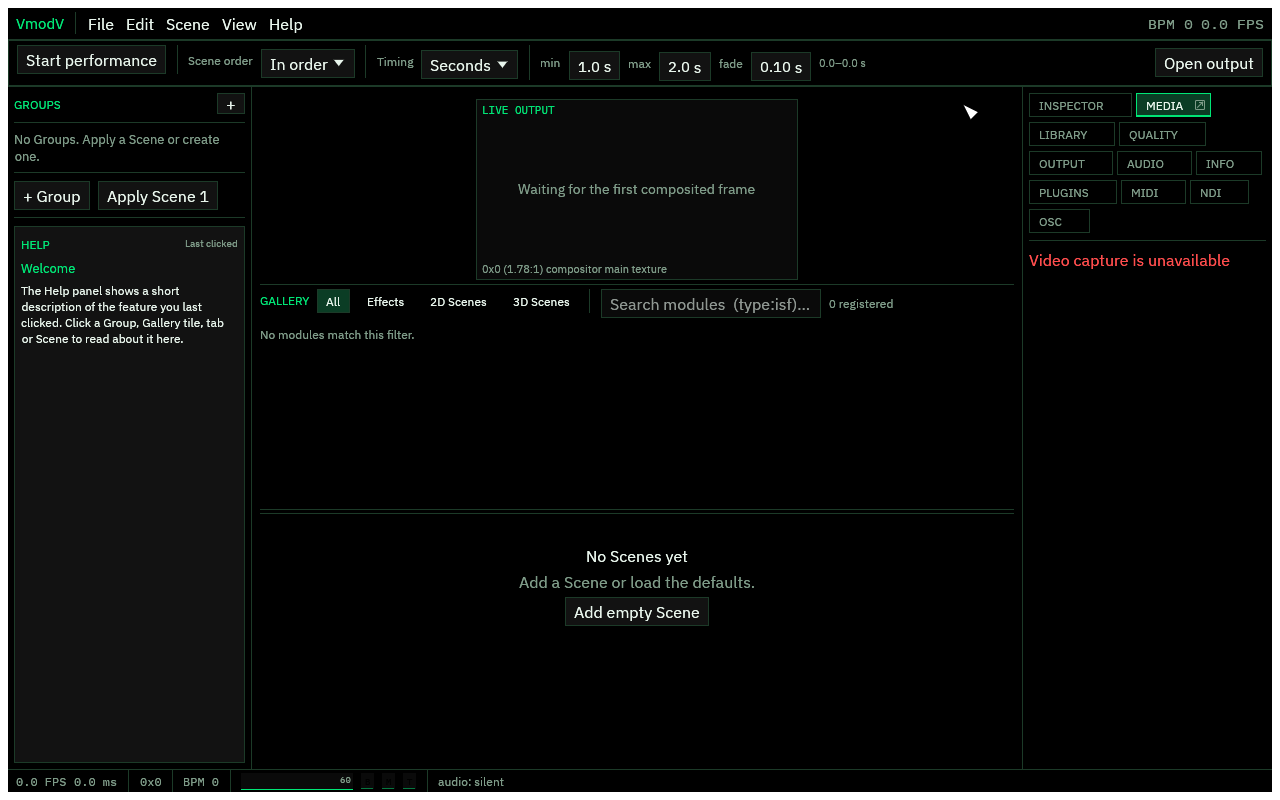 VmodV File Edit Scene View Help BPM 0 0.0 FPS
Start performance Scene order In order Timing Seconds min 1.0 s max 2.0 s fade 0.10 s 0.0–0.0 s Open output
GROUPS +
No Groups. Apply a Scene or create
one.
+ Group Apply Scene 1
HELP Last clicked
Welcome
The Help panel shows a short
description of the feature you last
clicked. Click a Group, Gallery tile, tab
or Scene to read about it here.
LIVE OUTPUT
Waiting for the first composited frame
0x0 (1.78:1) compositor main texture
GALLERY All Effects 2D Scenes 3D Scenes Search modules (type:isf)... 0 registered
No modules match this filter.
No Scenes yet
Add a Scene or load the defaults.
Add empty Scene
INSPECTOR MEDIA
LIBRARY QUALITY
OUTPUT AUDIO INFO
PLUGINS MIDI NDI
OSC
Video capture is unavailable
0.0 FPS 0.0 ms 0x0 BPM 0 60 audio: silent